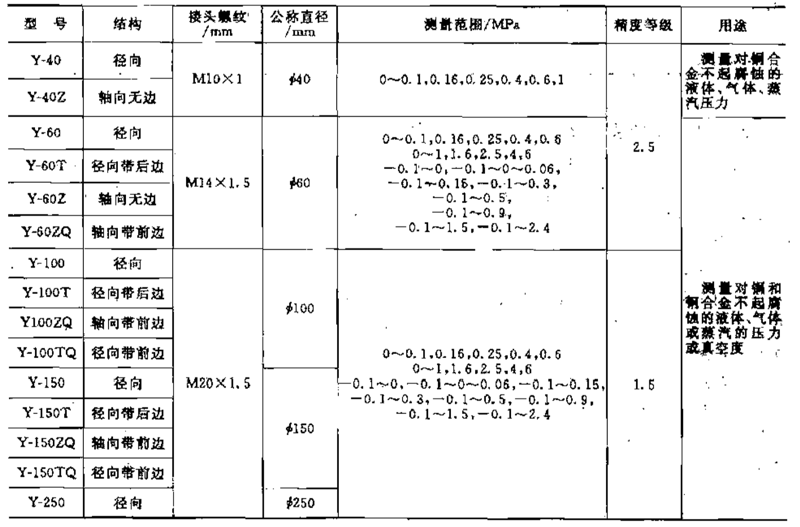 型 号 结构 接头螺纹/mm 公称直径/mm 测量范围/MPa 精度等级 用途
Y-40 径向
Y-40Z 轴向无边
M10×1 ϕ40 0～0.1,0.16,0.25,0.4,0.6,1
测量对铜合
金不起腐蚀的
液体、气体、蒸
汽压力
Y-60 径向
Y-60T 径向带后边
Y-60Z 轴向无边
Y-60ZQ 轴向带前边
M14×1.5 ϕ60
0～0.1,0.16,0.25,0.4,0.6
0～1,1.6,2.5,4,6
-0.1～0,-0.1～0～0.06,
-0.1～0.15,-0.1～0.3,
-0.1～0.5,
-0.1～0.9,
-0.1～1.5,-0.1～2.4
2.5
Y-100 径向
Y-100T 径向带后边
Y100ZQ 轴向带前边
Y-100TQ 径向带前边
ϕ100
Y-150 径向
Y-150T 径向带后边
Y-150ZQ 轴向带前边
Y-150TQ 径向带前边
ϕ150
Y-250 径向
ϕ250
M20×1.5
0～0.1,0.16,0.25,0.4,0.6
0～1,1.6,2.5,4,6
-0.1～0,-0.1～0～0.06,-0.1～0.15,
-0.1～0.3,-0.1～0.5,-0.1～0.9,
-0.1～1.5,-0.1～2.4
1.5
测量对铜和
铜合金不起腐
蚀的液体、气体
或蒸汽的压力
或真空度